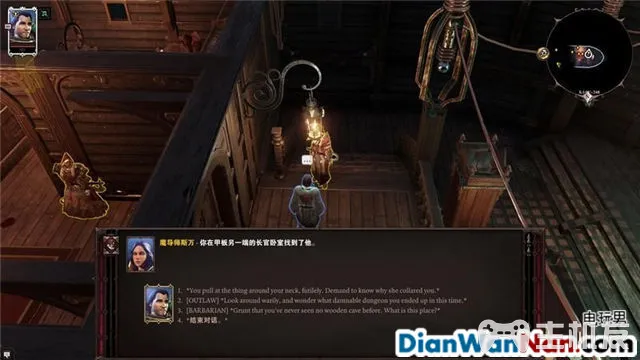 魔导师斯万 - 你在甲板另一端的长官卧室找到了他。
1. *You pull at the thing around your neck, futilely. Demand to know why she collared you.*
2. [OUTLAW] *Look around warily, and wonder what damnable dungeon you ended up in this time.*
3. [BARBARIAN] *Grunt that you've never seen no wooden cave before. What is this place?*
4. *结束对话。*
电玩男
DianWanNan.com